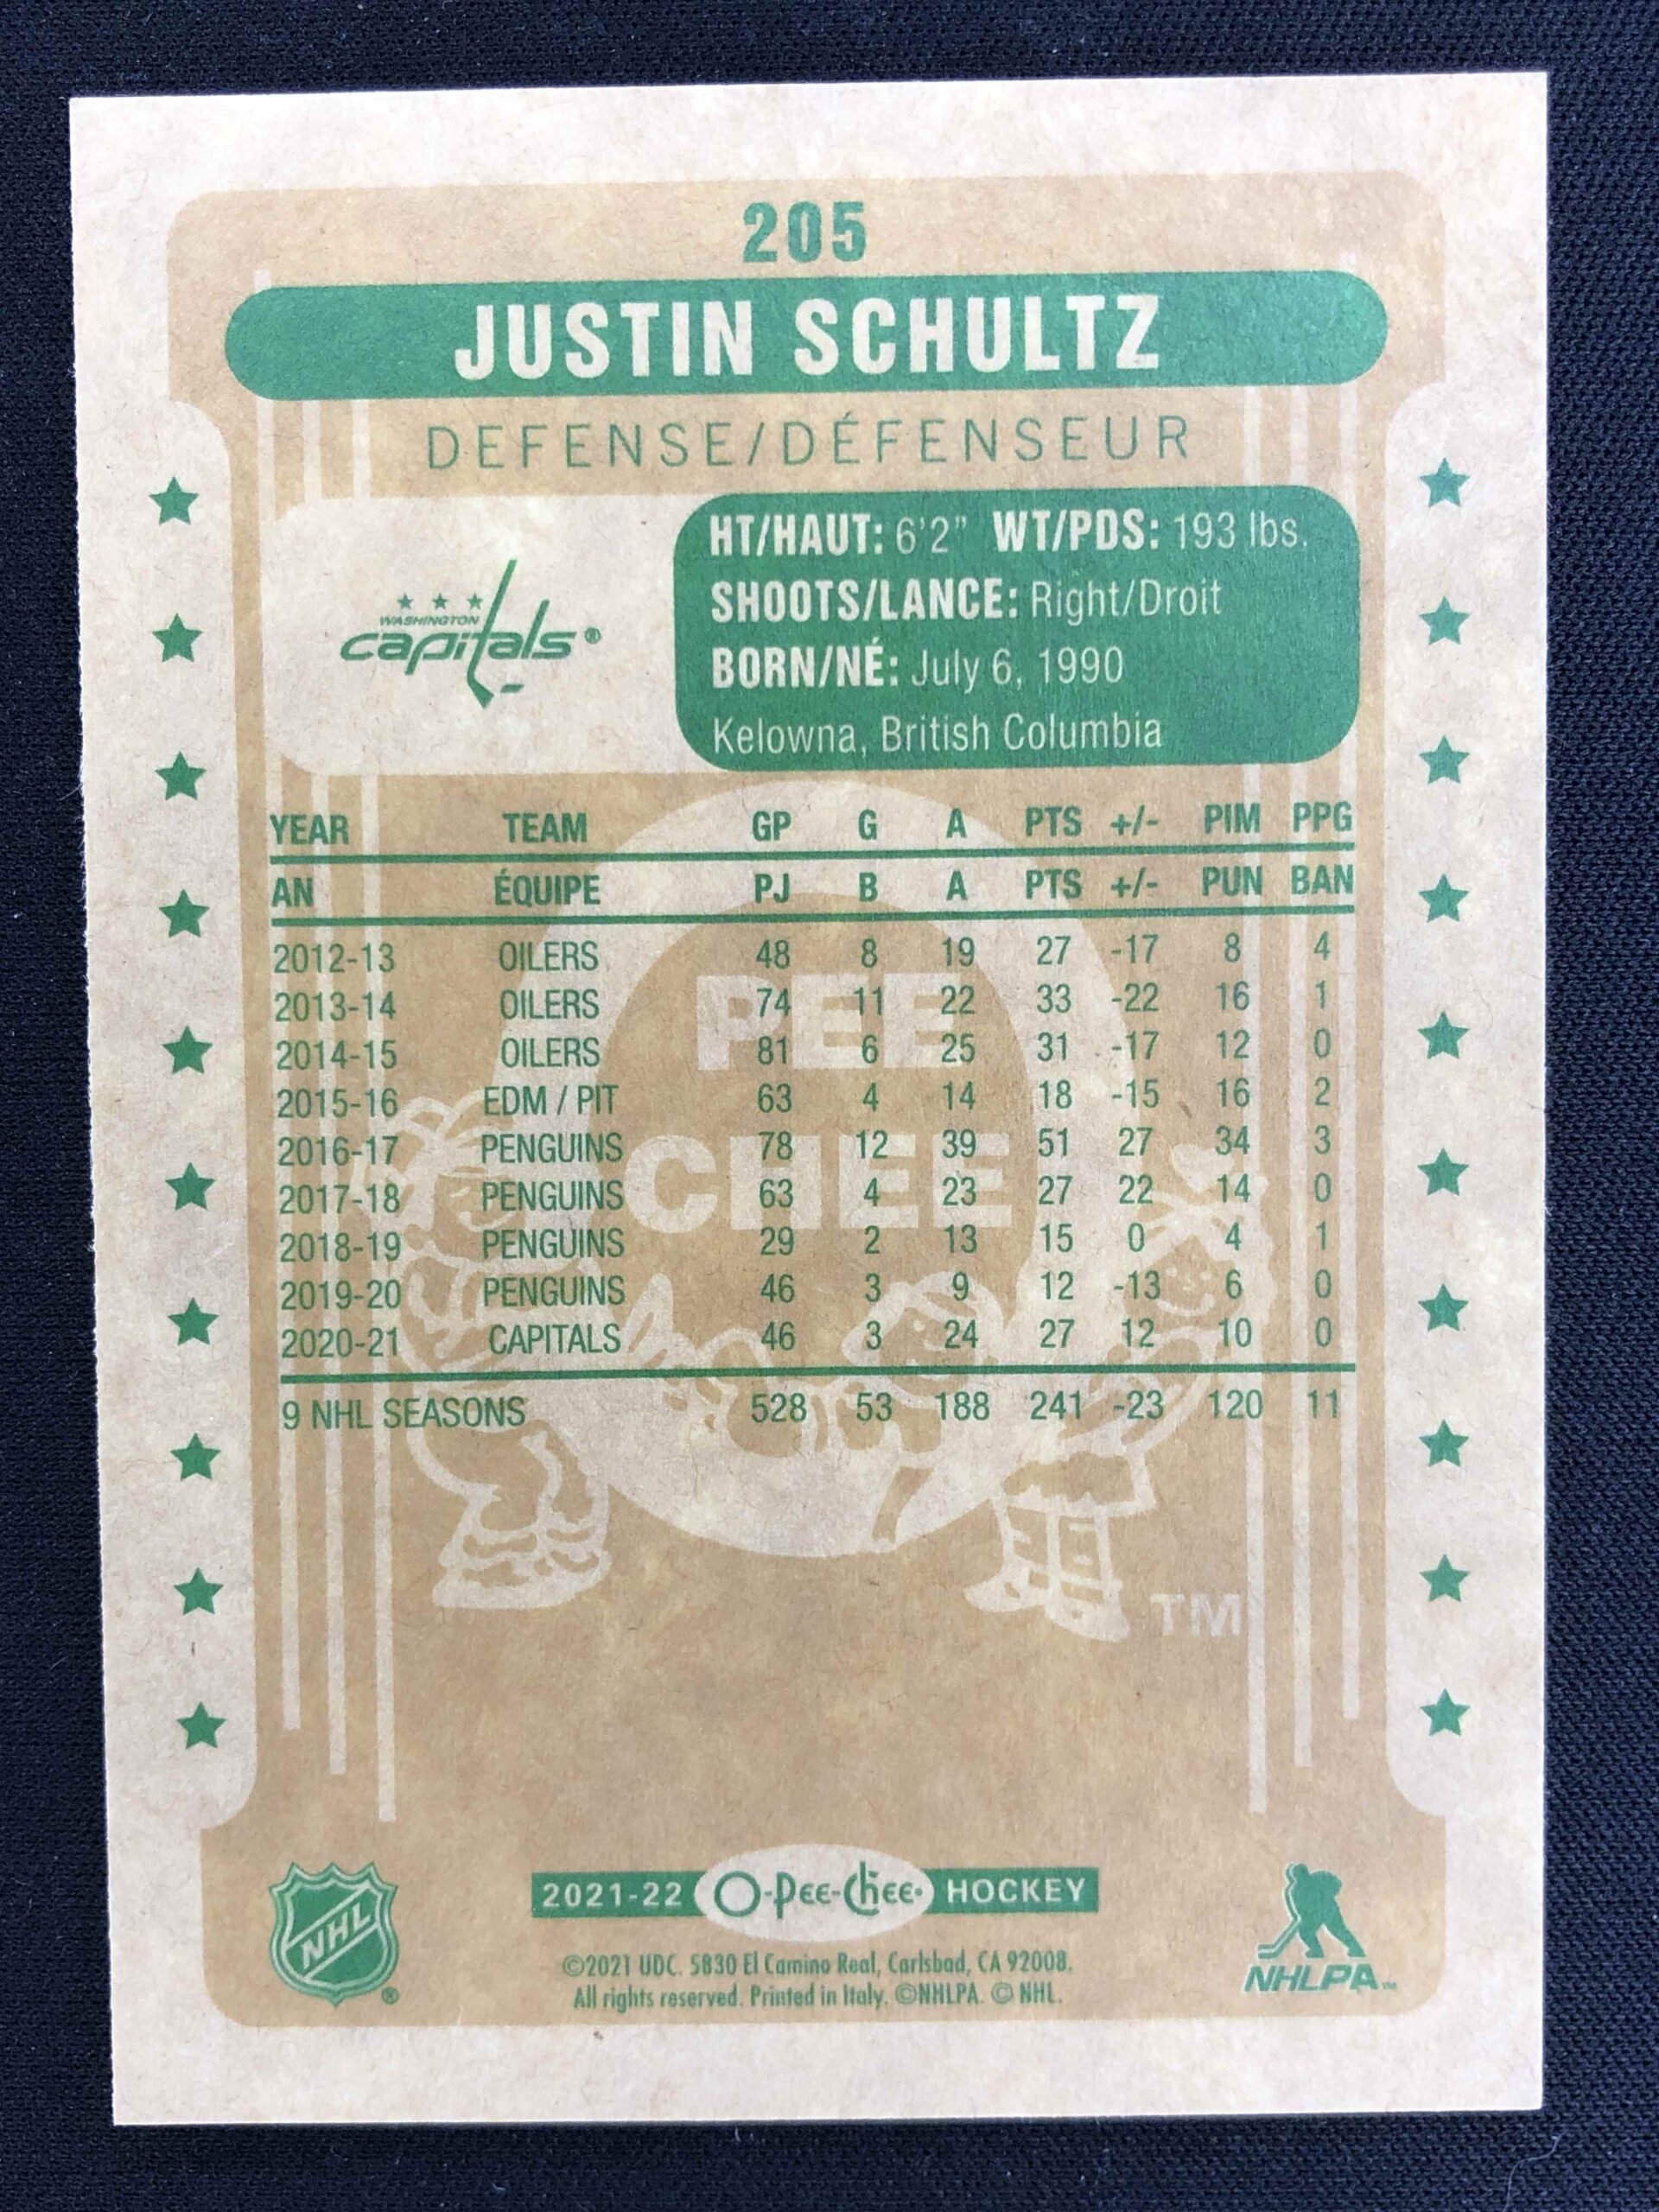 205
JUSTIN SCHULTZ
DEFENSE/DÉFENSEUR
WASHINGTON
capitals®
HT/HAUT: 6'2" WT/PDS: 193 lbs.
SHOOTS/LANCE: Right/Droit
BORN/NÉ: July 6, 1990
Kelowna, British Columbia
YEAR TEAM GP G A PTS +/- PIM PPG
AN ÉQUIPE PJ B A PTS +/- PUN BAN
2012-13 OILERS 48 8 19 27 -17 8 4
2013-14 OILERS 74 11 22 33 -22 16 1
2014-15 OILERS 81 6 25 31 -17 12 0
2015-16 EDM / PIT 63 4 14 18 -15 16 2
2016-17 PENGUINS 78 12 39 51 27 34 3
2017-18 PENGUINS 63 4 23 27 22 14 0
2018-19 PENGUINS 29 2 13 15 0 4 1
2019-20 PENGUINS 46 3 9 12 -13 6 0
2020-21 CAPITALS 46 3 24 27 12 10 0
9 NHL SEASONS 528 53 188 241 -23 120 11
PEE
CHEE
TM
NHL®
2021-22 O-Pee-Chee HOCKEY
©2021 UDC. 5830 El Camino Real, Carlsbad, CA 92008.
All rights reserved. Printed in Italy. ©NHLPA. © NHL.
NHLPA™